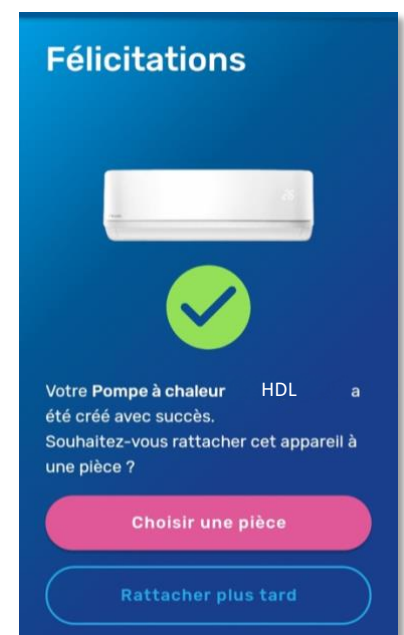 Félicitations
Votre Pompe à chaleur HDL a
été créé avec succès.
Souhaitez-vous rattacher cet appareil à
une pièce ?
Choisir une pièce
Rattacher plus tard